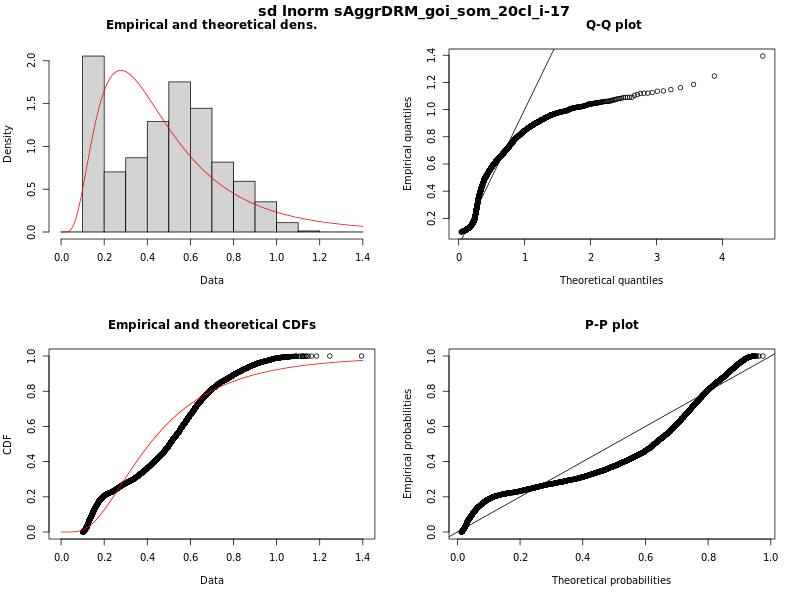 sd lnorm sAggrDRM_goi_som_20cl_i-17
Empirical and theoretical dens.
Density
0.0 0.5 1.0 1.5 2.0
0.0 0.2 0.4 0.6 0.8 1.0 1.2 1.4
Data
Q-Q plot
Empirical quantiles
0.2 0.4 0.6 0.8 1.0 1.2 1.4
0 1 2 3 4
Theoretical quantiles
Empirical and theoretical CDFs
CDF
0.0 0.2 0.4 0.6 0.8 1.0
0.0 0.2 0.4 0.6 0.8 1.0 1.2 1.4
Data
P-P plot
Empirical probabilities
0.0 0.2 0.4 0.6 0.8 1.0
0.0 0.2 0.4 0.6 0.8 1.0
Theoretical probabilities